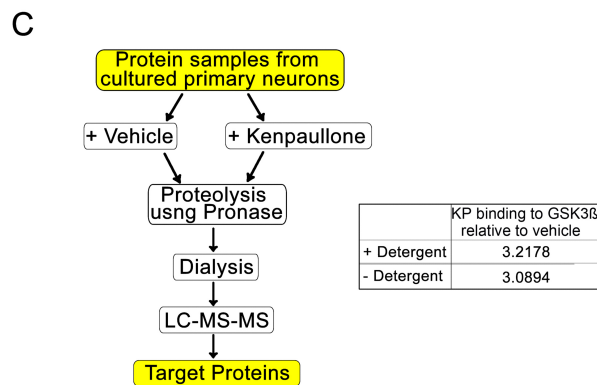 C
Protein samples from
cultured primary neurons
+ Vehicle
+ Kenpaullone
Proteolysis
usng Pronase
Dialysis
LC-MS-MS
Target Proteins
KP binding to GSK3ß
relative to vehicle
+ Detergent 3.2178
- Detergent 3.0894